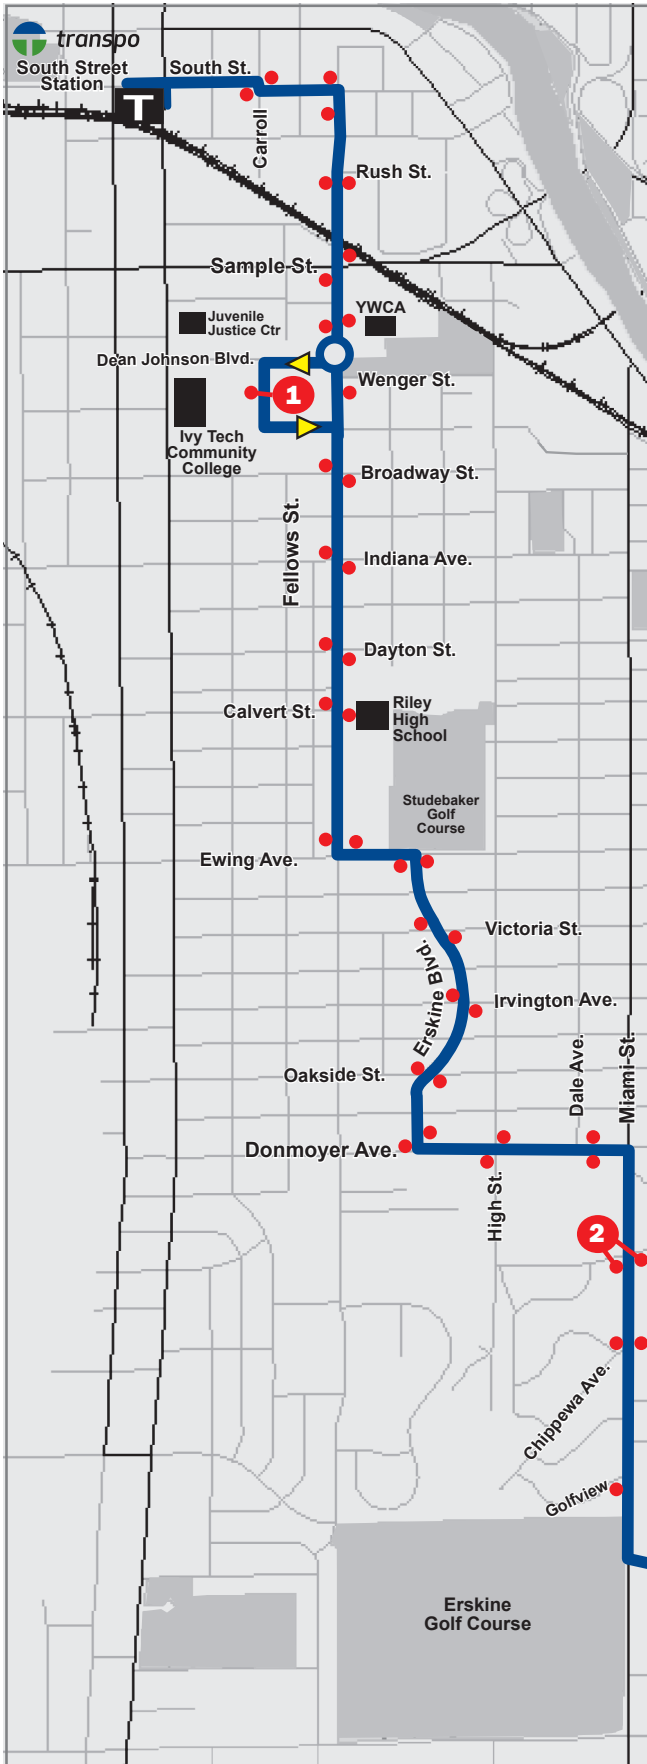 transpo
South Street
Station
South St.
T
Carroll
Rush St.
Sample St.
YWCA
Juvenile
Justice Ctr
Dean Johnson Blvd.
Wenger St.
1
Ivy Tech
Community
College
Broadway St.
Fellows St.
Indiana Ave.
Dayton St.
Calvert St.
Riley
High
School
Studebaker
Golf
Course
Ewing Ave.
Victoria St.
Erskine Blvd.
Irvington Ave.
Oakside St.
Dale Ave.
Miami St.
Donmoyer Ave.
High St.
2
Chippewa Ave.
Golfview
Erskine
Golf Course